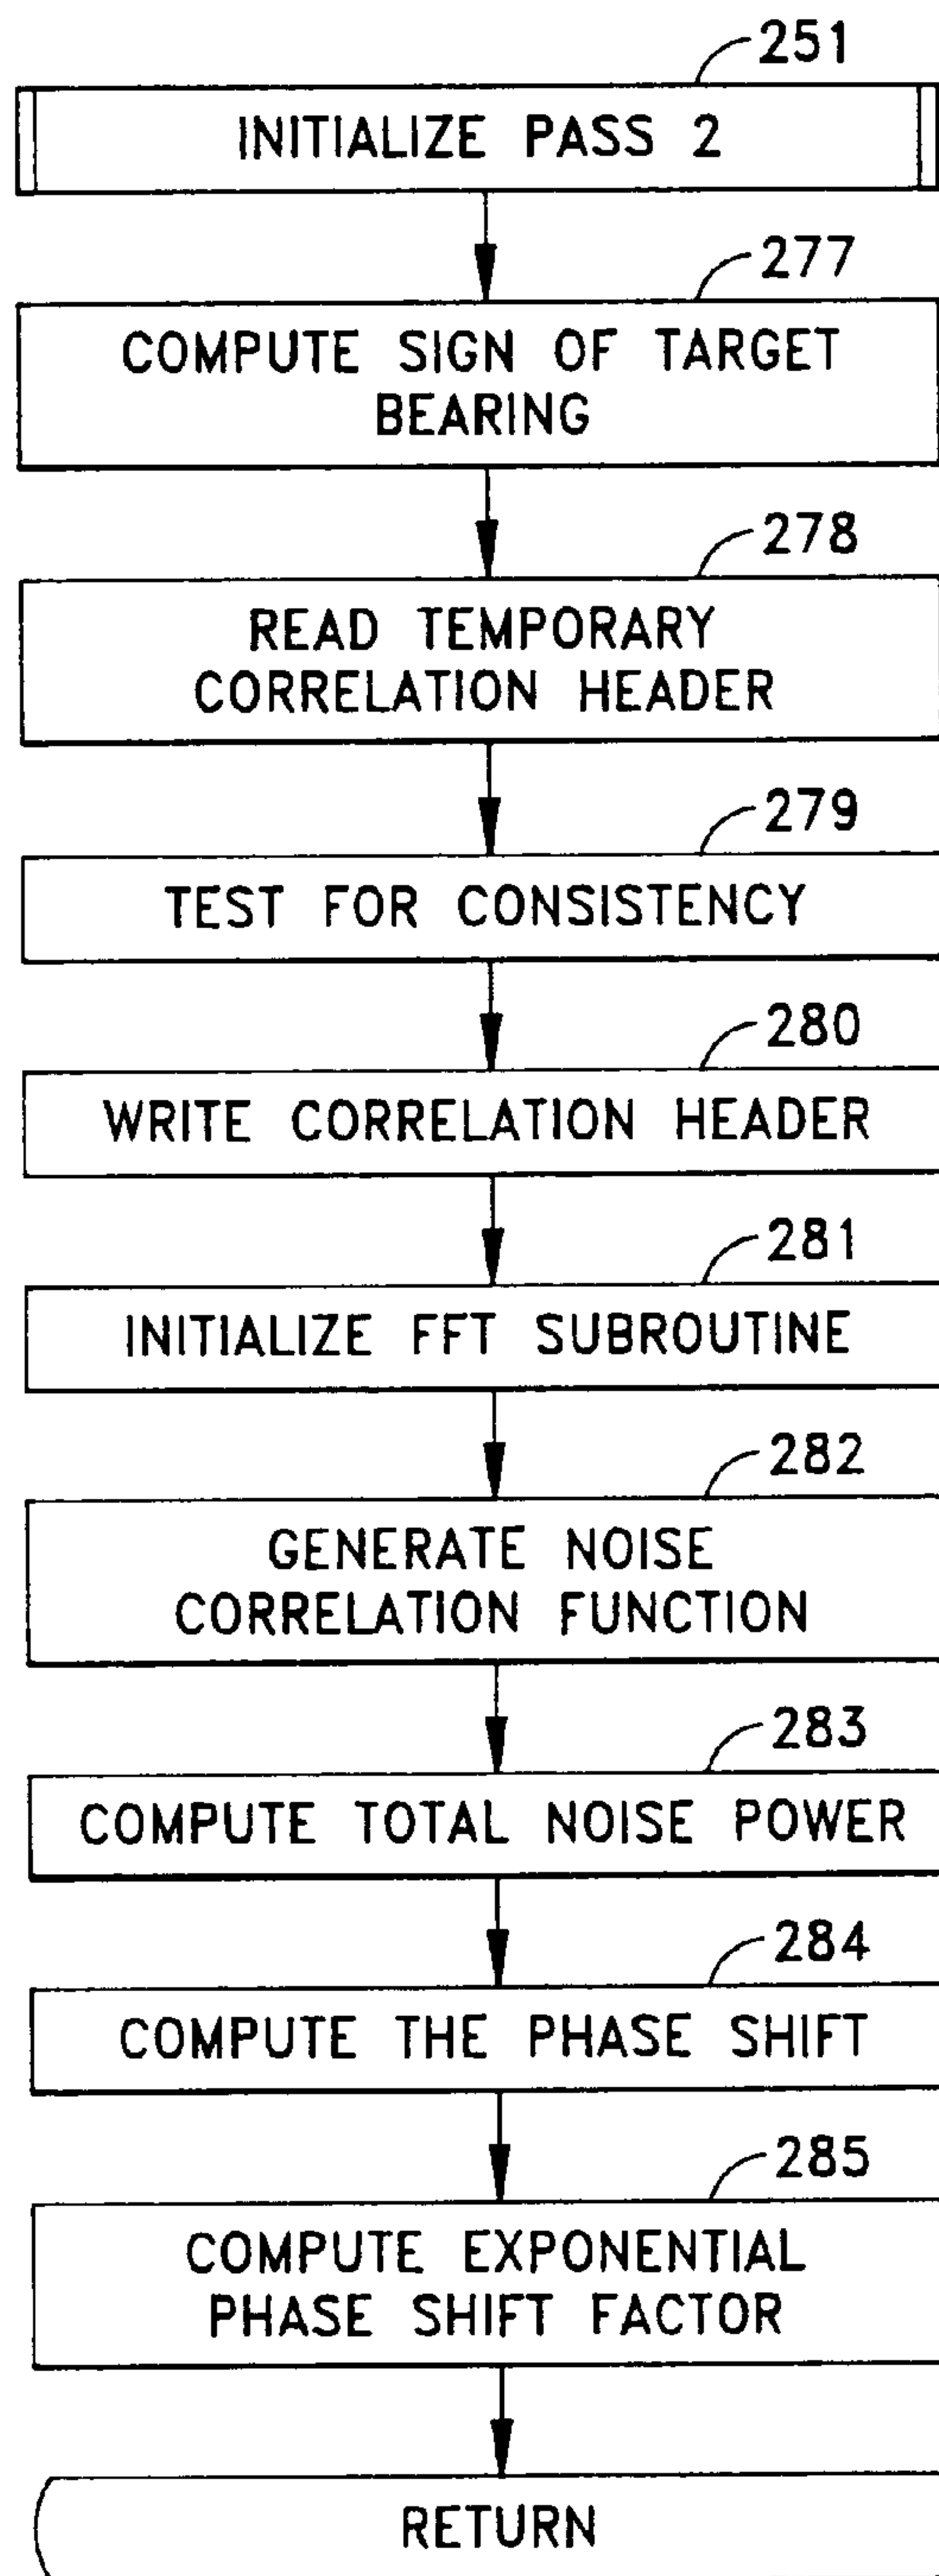 251
INITIALIZE PASS 2
277
COMPUTE SIGN OF TARGET
BEARING
278
READ TEMPORARY
CORRELATION HEADER
279
TEST FOR CONSISTENCY
280
WRITE CORRELATION HEADER
281
INITIALIZE FFT SUBROUTINE
282
GENERATE NOISE
CORRELATION FUNCTION
283
COMPUTE TOTAL NOISE POWER
284
COMPUTE THE PHASE SHIFT
285
COMPUTE EXPONENTIAL
PHASE SHIFT FACTOR
RETURN